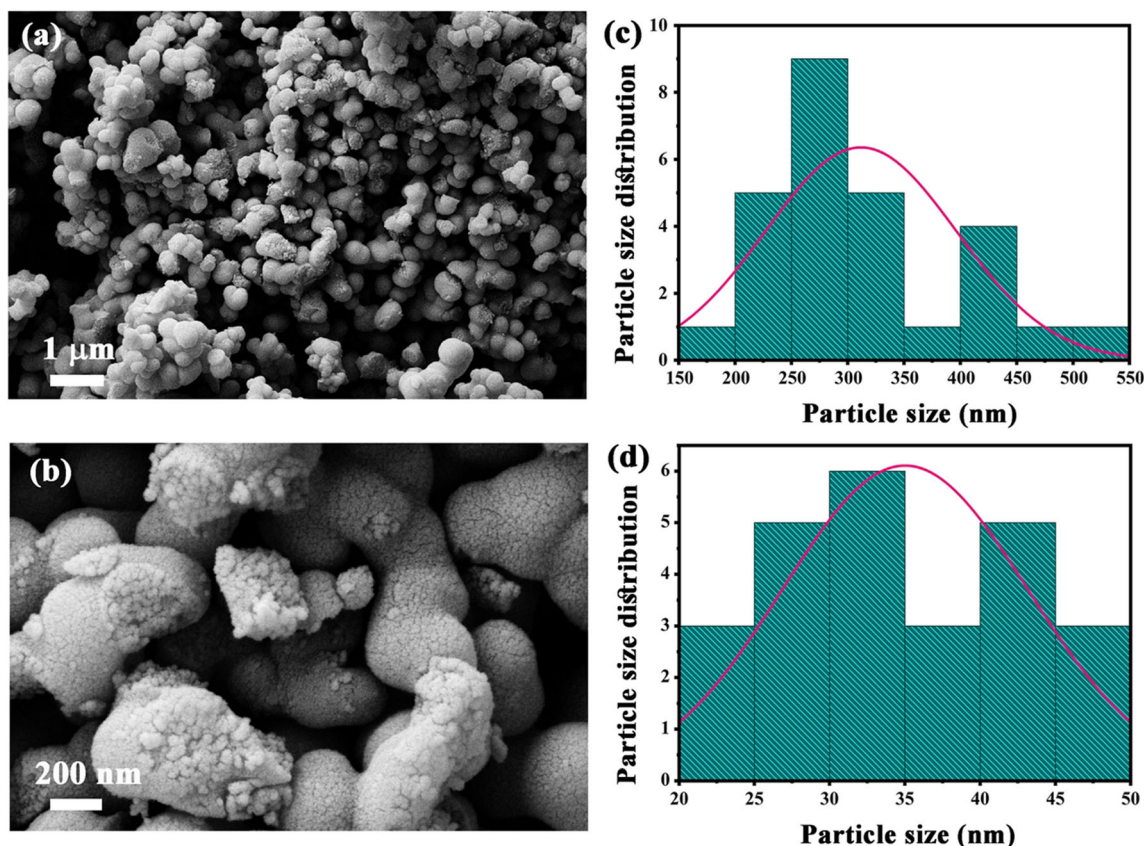 (a)
1 μm
(b)
200 nm
(c)
Particle size distribution
10
8
6
4
2
0
150 200 250 300 350 400 450 500 550
Particle size (nm)
(d)
Particle size distribution
6
5
4
3
2
1
0
20 25 30 35 40 45 50
Particle size (nm)